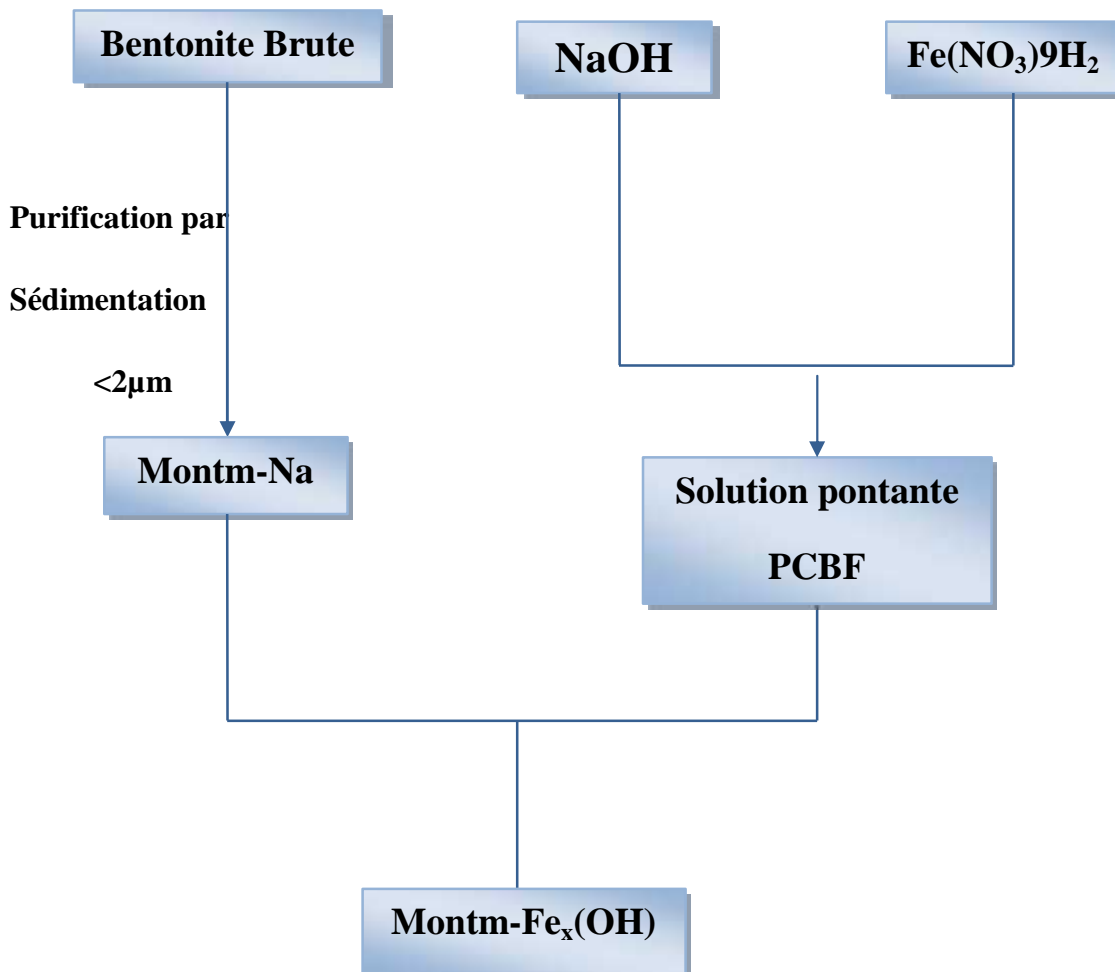 Bentonite Brute
NaOH
Fe(NO₃)9H₂
Purification par
Sédimentation
<2µm
Montm-Na
Solution pontante
PCBF
Montm-Feₓ(OH)